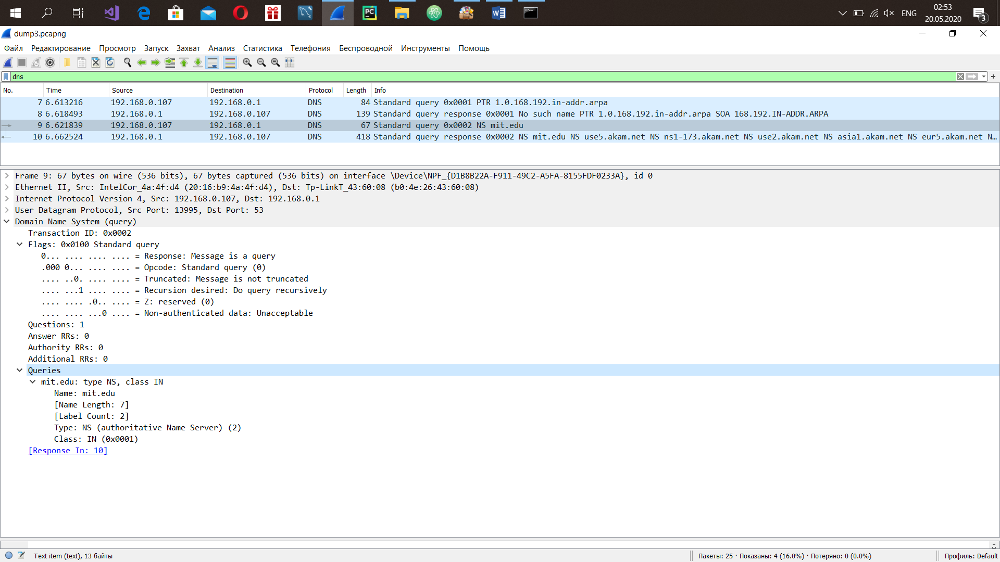 PC
W
ENG
02:53
20.05.2020
3
dump3.pcapng
Файл Редактирование Просмотр Запуск Захват Анализ Статистика Телефония Беспроводной Инструменты Помощь
dns
No. Time Source Destination Protocol Length Info
7 6.613216 192.168.0.107 192.168.0.1 DNS 84 Standard query 0x0001 PTR 1.0.168.192.in-addr.arpa
8 6.618493 192.168.0.1 192.168.0.107 DNS 139 Standard query response 0x0001 No such name PTR 1.0.168.192.in-addr.arpa SOA 168.192.IN-ADDR.ARPA
9 6.621839 192.168.0.107 192.168.0.1 DNS 67 Standard query 0x0002 NS mit.edu
10 6.662524 192.168.0.1 192.168.0.107 DNS 418 Standard query response 0x0002 NS mit.edu NS use5.akam.net NS ns1-173.akam.net NS use2.akam.net NS asia1.akam.net NS eur5.akam.net N…
Frame 9: 67 bytes on wire (536 bits), 67 bytes captured (536 bits) on interface \Device\NPF_{D1B8B22A-F911-49C2-A5FA-8155FDF0233A}, id 0
Ethernet II, Src: IntelCor_4a:4f:d4 (20:16:b9:4a:4f:d4), Dst: Tp-LinkT_43:60:08 (b0:4e:26:43:60:08)
Internet Protocol Version 4, Src: 192.168.0.107, Dst: 192.168.0.1
User Datagram Protocol, Src Port: 13995, Dst Port: 53
Domain Name System (query)
Transaction ID: 0x0002
Flags: 0x0100 Standard query
0... .... .... .... = Response: Message is a query
.000 0... .... .... = Opcode: Standard query (0)
.... ..0. .... .... = Truncated: Message is not truncated
.... ...1 .... .... = Recursion desired: Do query recursively
.... .... .0.. .... = Z: reserved (0)
.... .... ...0 .... = Non-authenticated data: Unacceptable
Questions: 1
Answer RRs: 0
Authority RRs: 0
Additional RRs: 0
Queries
mit.edu: type NS, class IN
Name: mit.edu
[Name Length: 7]
[Label Count: 2]
Type: NS (authoritative Name Server) (2)
Class: IN (0x0001)
[Response In: 10]
Text item (text), 13 байты
Пакеты: 25 · Показаны: 4 (16.0%) · Потеряно: 0 (0.0%)
Профиль: Default